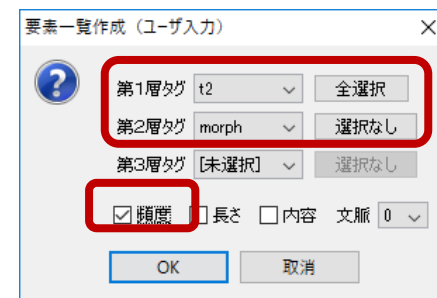 要素一覧作成（ユーザ入力）
第1層タグ t2 全選択
第2層タグ morph 選択なし
第3層タグ [未選択] 選択なし
頻度 長さ 内容 文脈 0
OK 取消